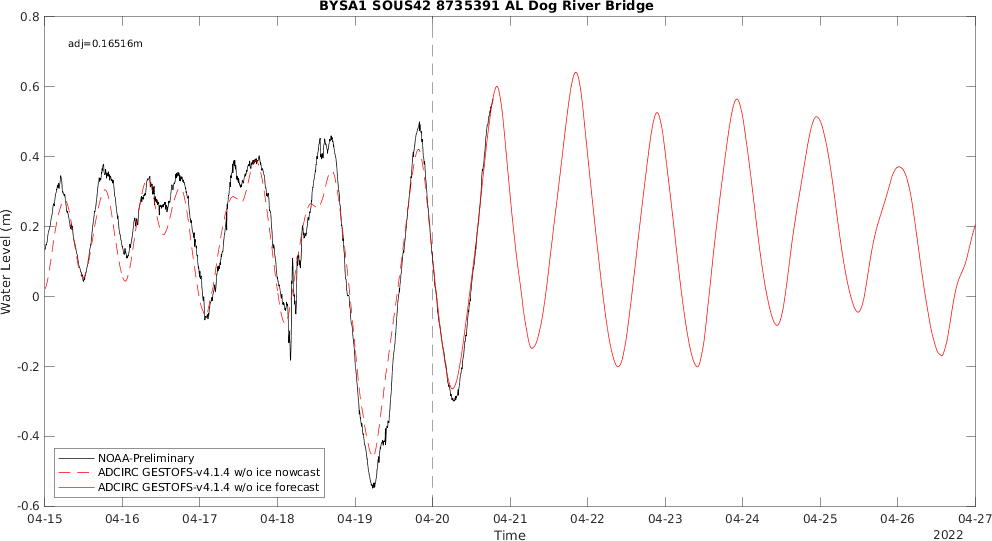 BYSA1 SOUS42 8735391 AL Dog River Bridge
adj=0.16516m
0.8
0.6
0.4
0.2
0
-0.2
-0.4
-0.6
Water Level (m)
NOAA-Preliminary
ADCIRC GESTOFS-v4.1.4 w/o ice nowcast
ADCIRC GESTOFS-v4.1.4 w/o ice forecast
04-15 04-16 04-17 04-18 04-19 04-20 04-21 04-22 04-23 04-24 04-25 04-26 04-27
Time
2022